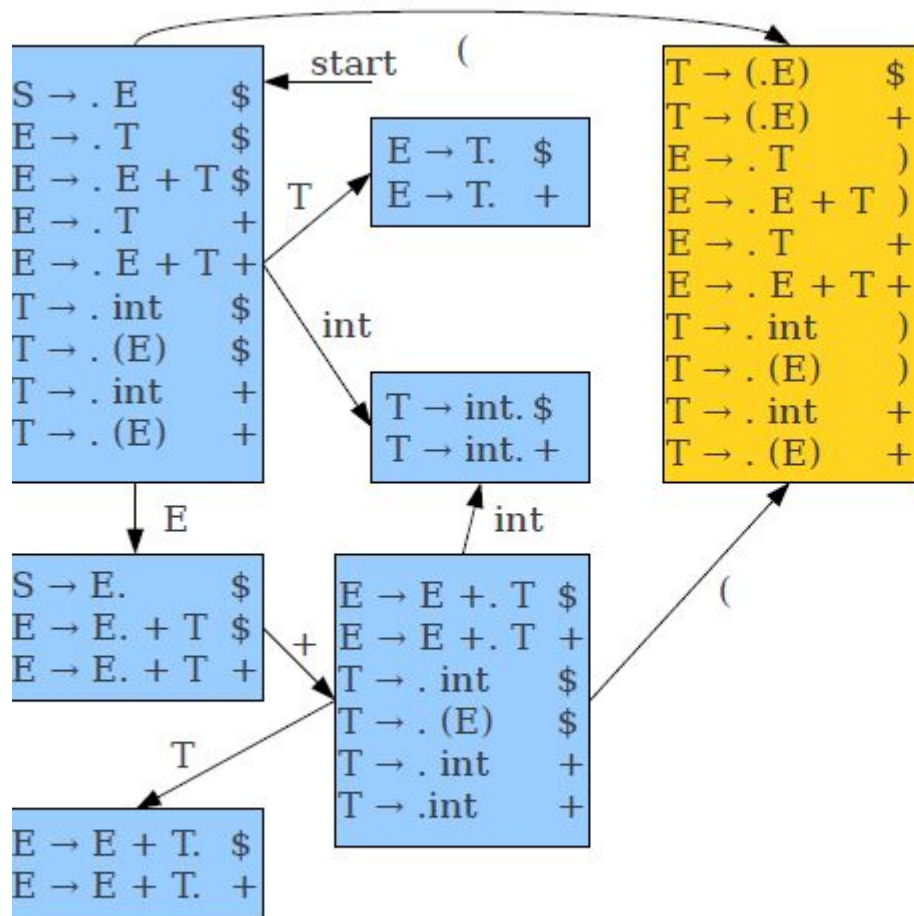 (
start
S → . E $
E → . T $
E → . E + T $
E → . T +
E → . E + T +
T → . int $
T → . (E) $
T → . int +
T → . (E) +
T
E → T. $
E → T. +
int
T → int. $
T → int. +
T → (.E) $
T → (.E) +
E → . T )
E → . E + T )
E → . T +
E → . E + T +
T → . int )
T → . (E) )
T → . int +
T → . (E) +
E
int
(
S → E. $
E → E. + T $
E → E. + T +
+
E → E +. T $
E → E +. T +
T → . int $
T → . (E) $
T → . int +
T → .int +
T
E → E + T. $
E → E + T. +